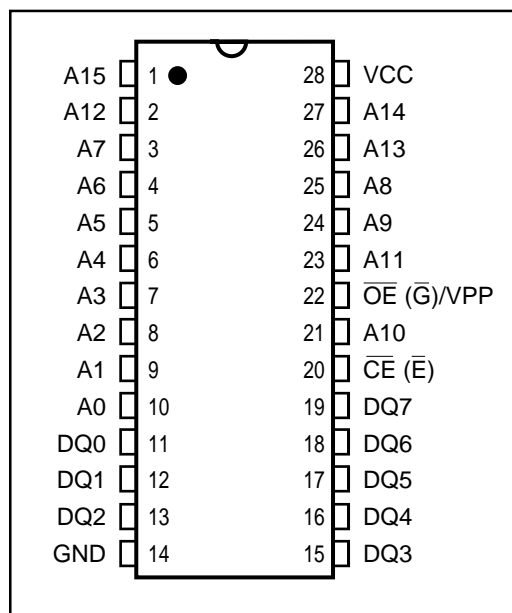 A15 1 28 VCC
A12 2 27 A14
A7 3 26 A13
A6 4 25 A8
A5 5 24 A9
A4 6 23 A11
A3 7 22 O̅E̅ (G̅)/VPP
A2 8 21 A10
A1 9 20 C̅E̅ (E̅)
A0 10 19 DQ7
DQ0 11 18 DQ6
DQ1 12 17 DQ5
DQ2 13 16 DQ4
GND 14 15 DQ3